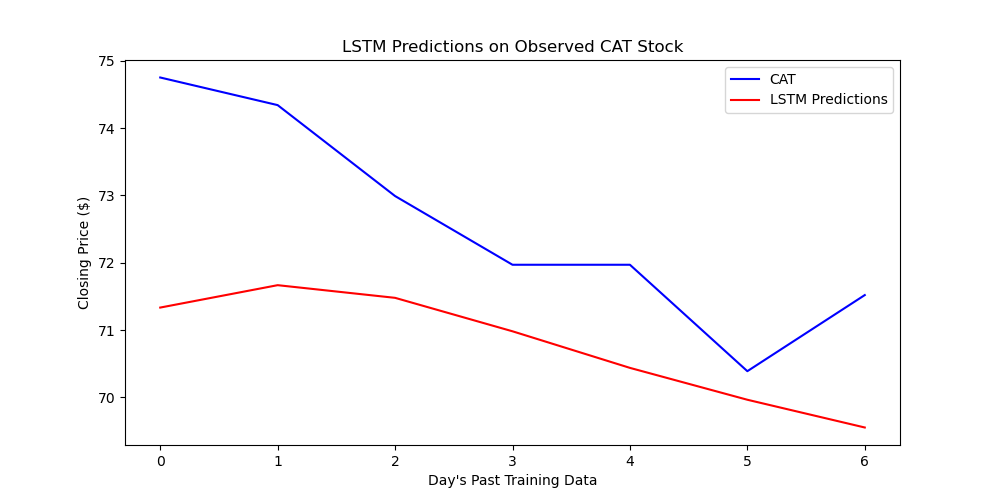 LSTM Predictions on Observed CAT Stock
CAT
LSTM Predictions
Closing Price ($)
75
74
73
72
71
70
0 1 2 3 4 5 6
Day's Past Training Data